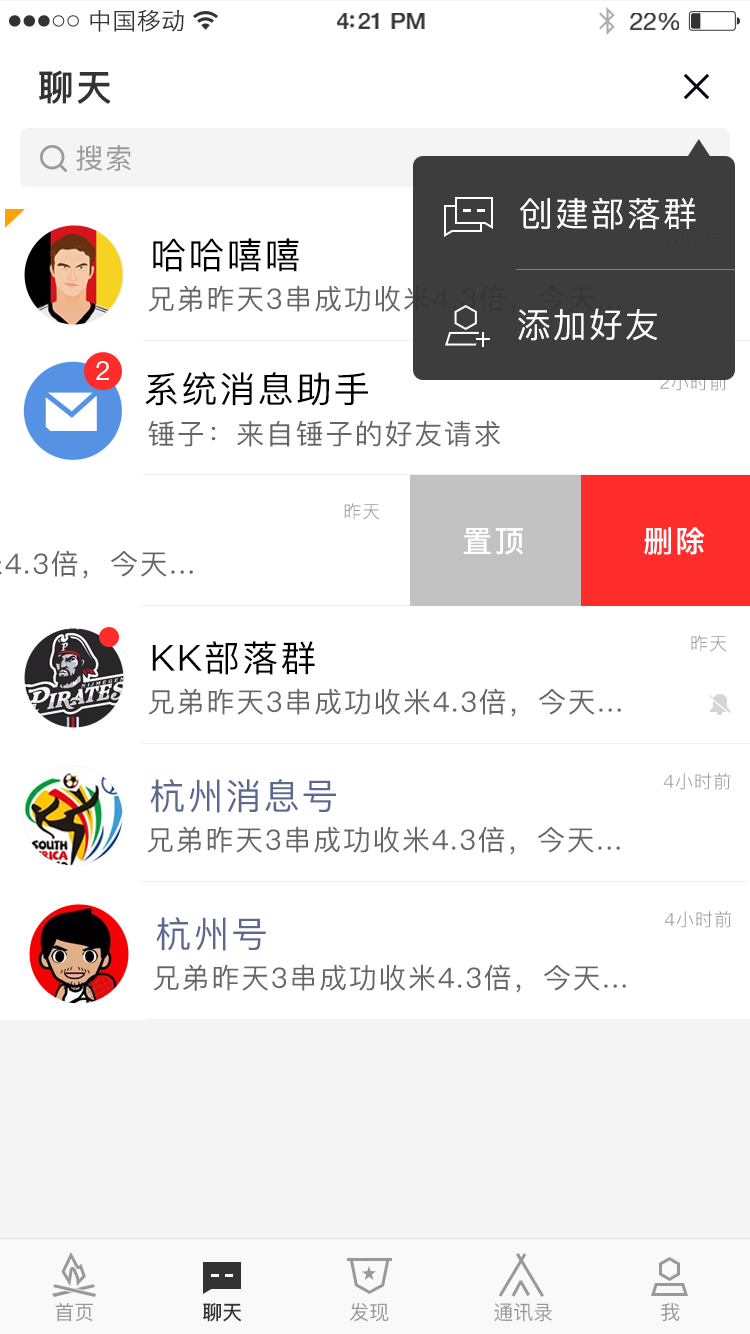 中国移动
4:21 PM
22%
聊天
搜索
创建部落群
添加好友
哈哈嘻嘻
兄弟昨天3串成功收米4.3倍，今天...
2
系统消息助手
2小时前
锤子：来自锤子的好友请求
昨天
置顶
删除
4.3倍，今天...
KK部落群
昨天
兄弟昨天3串成功收米4.3倍，今天...
PIRATES
杭州消息号
4小时前
兄弟昨天3串成功收米4.3倍，今天...
SOUTH
杭州号
4小时前
兄弟昨天3串成功收米4.3倍，今天...
首页
聊天
发现
通讯录
我